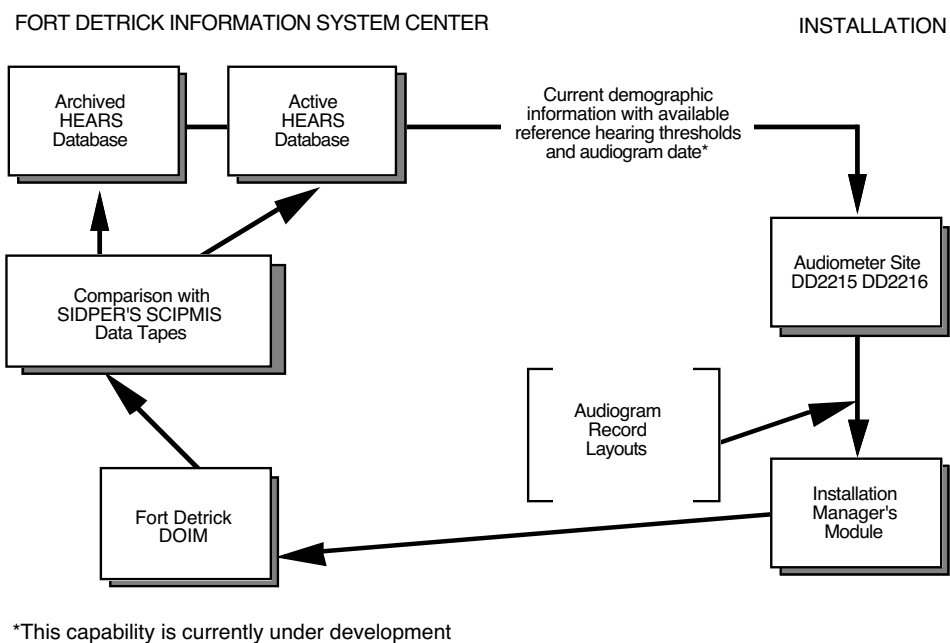 FORT DETRICK INFORMATION SYSTEM CENTER
INSTALLATION
Archived
HEARS
Database
Active
HEARS
Database
Current demographic
information with available
reference hearing thresholds
and audiogram date*
Audiometer Site
DD2215 DD2216
Comparison with
SIDPER'S SCIPMIS
Data Tapes
Audiogram
Record
Layouts
Installation
Manager's
Module
Fort Detrick
DOIM
*This capability is currently under development